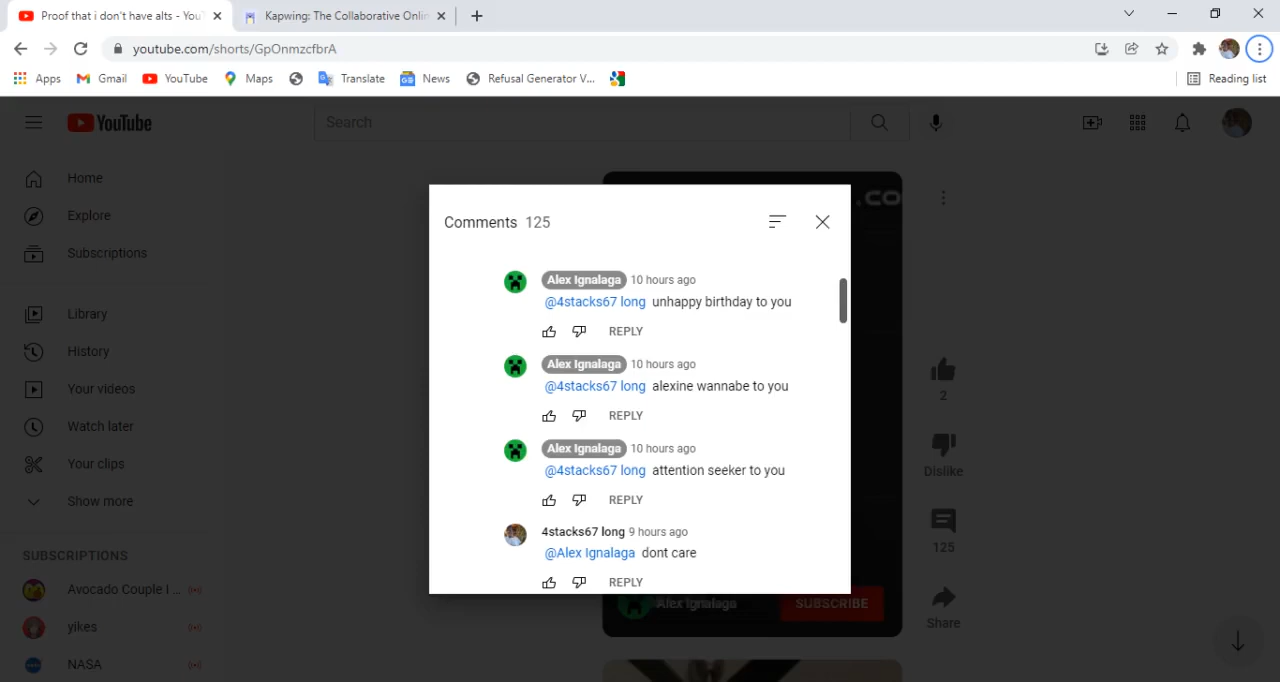 Proof that i don't have alts - You
Kapwing: The Collaborative Onlin
youtube.com/shorts/GpOnmzcfbrA
Apps Gmail YouTube Maps Translate News Refusal Generator V... Reading list
YouTube
Search
Home
Explore
Subscriptions
Library
History
Your videos
Watch later
Your clips
Show more
SUBSCRIPTIONS
Avocado Couple I ...
yikes
NASA
.co
Comments 125
Alex Ignalaga 10 hours ago
@4stacks67 long unhappy birthday to you
REPLY
Alex Ignalaga 10 hours ago
@4stacks67 long alexine wannabe to you
REPLY
Alex Ignalaga 10 hours ago
@4stacks67 long attention seeker to you
REPLY
4stacks67 long 9 hours ago
@Alex Ignalaga dont care
REPLY
Alex Ignalaga SUBSCRIBE
2
Dislike
125
Share